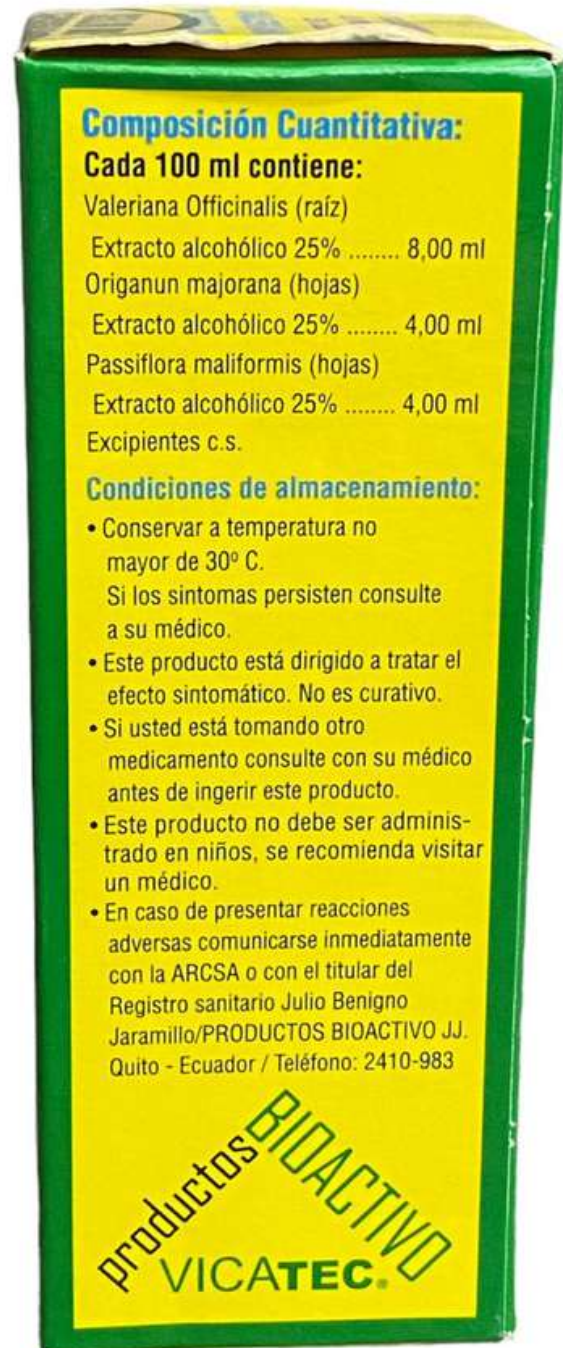 Composición Cuantitativa:
Cada 100 ml contiene:
Valeriana Officinalis (raíz)
Extracto alcohólico 25% ........ 8,00 ml
Origanun majorana (hojas)
Extracto alcohólico 25% ........ 4,00 ml
Passiflora maliformis (hojas)
Extracto alcohólico 25% ........ 4,00 ml
Excipientes c.s.
Condiciones de almacenamiento:
• Conservar a temperatura no
mayor de 30º C.
Si los sintomas persisten consulte
a su médico.
• Este producto está dirigido a tratar el
efecto sintomático. No es curativo.
• Si usted está tomando otro
medicamento consulte con su médico
antes de ingerir este producto.
• Este producto no debe ser adminis-
trado en niños, se recomienda visitar
un médico.
• En caso de presentar reacciones
adversas comunicarse inmediatamente
con la ARCSA o con el titular del
Registro sanitario Julio Benigno
Jaramillo/PRODUCTOS BIOACTIVO JJ.
Quito - Ecuador / Teléfono: 2410-983
productos
BIOACTIVO
VICATEC®